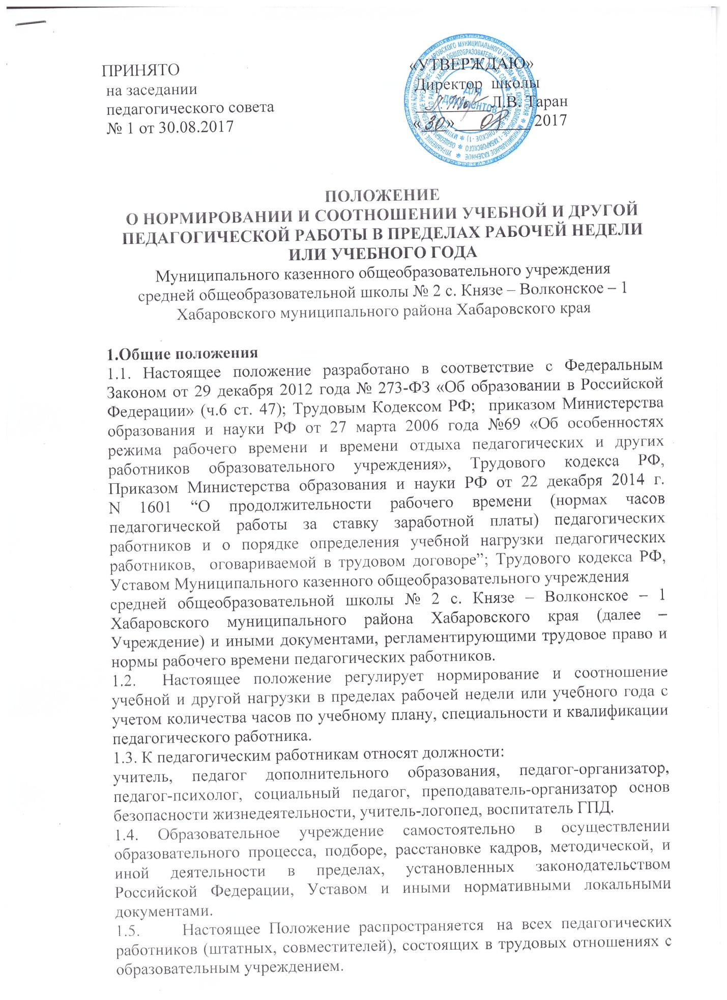 ПРИНЯТО
на заседании
педагогического совета
№ 1 от 30.08.2017
«УТВЕРЖДАЮ»
Директор школы
Л.В. Таран
«30» 08 2017
ДЛЯ
ДОКУМЕНТОВ
ПОЛОЖЕНИЕ
О НОРМИРОВАНИИ И СООТНОШЕНИИ УЧЕБНОЙ И ДРУГОЙ
ПЕДАГОГИЧЕСКОЙ РАБОТЫ В ПРЕДЕЛАХ РАБОЧЕЙ НЕДЕЛИ
ИЛИ УЧЕБНОГО ГОДА
Муниципального казенного общеобразовательного учреждения
средней общеобразовательной школы № 2 с. Князе – Волконское – 1
Хабаровского муниципального района Хабаровского края
1.Общие положения
1.1. Настоящее положение разработано в соответствие с Федеральным
Законом от 29 декабря 2012 года № 273-ФЗ «Об образовании в Российской
Федерации» (ч.6 ст. 47); Трудовым Кодексом РФ; приказом Министерства
образования и науки РФ от 27 марта 2006 года №69 «Об особенностях
режима рабочего времени и времени отдыха педагогических и других
работников образовательного учреждения», Трудового кодекса РФ,
Приказом Министерства образования и науки РФ от 22 декабря 2014 г.
N 1601 “О продолжительности рабочего времени (нормах часов
педагогической работы за ставку заработной платы) педагогических
работников и о порядке определения учебной нагрузки педагогических
работников, оговариваемой в трудовом договоре”; Трудового кодекса РФ,
Уставом Муниципального казенного общеобразовательного учреждения
средней общеобразовательной школы № 2 с. Князе – Волконское – 1
Хабаровского муниципального района Хабаровского края (далее –
Учреждение) и иными документами, регламентирующими трудовое право и
нормы рабочего времени педагогических работников.
1.2. Настоящее положение регулирует нормирование и соотношение
учебной и другой нагрузки в пределах рабочей недели или учебного года с
учетом количества часов по учебному плану, специальности и квалификации
педагогического работника.
1.3. К педагогическим работникам относят должности:
учитель, педагог дополнительного образования, педагог-организатор,
педагог-психолог, социальный педагог, преподаватель-организатор основ
безопасности жизнедеятельности, учитель-логопед, воспитатель ГПД.
1.4. Образовательное учреждение самостоятельно в осуществлении
образовательного процесса, подборе, расстановке кадров, методической, и
иной деятельности в пределах, установленных законодательством
Российской Федерации, Уставом и иными нормативными локальными
документами.
1.5. Настоящее Положение распространяется на всех педагогических
работников (штатных, совместителей), состоящих в трудовых отношениях с
образовательным учреждением.